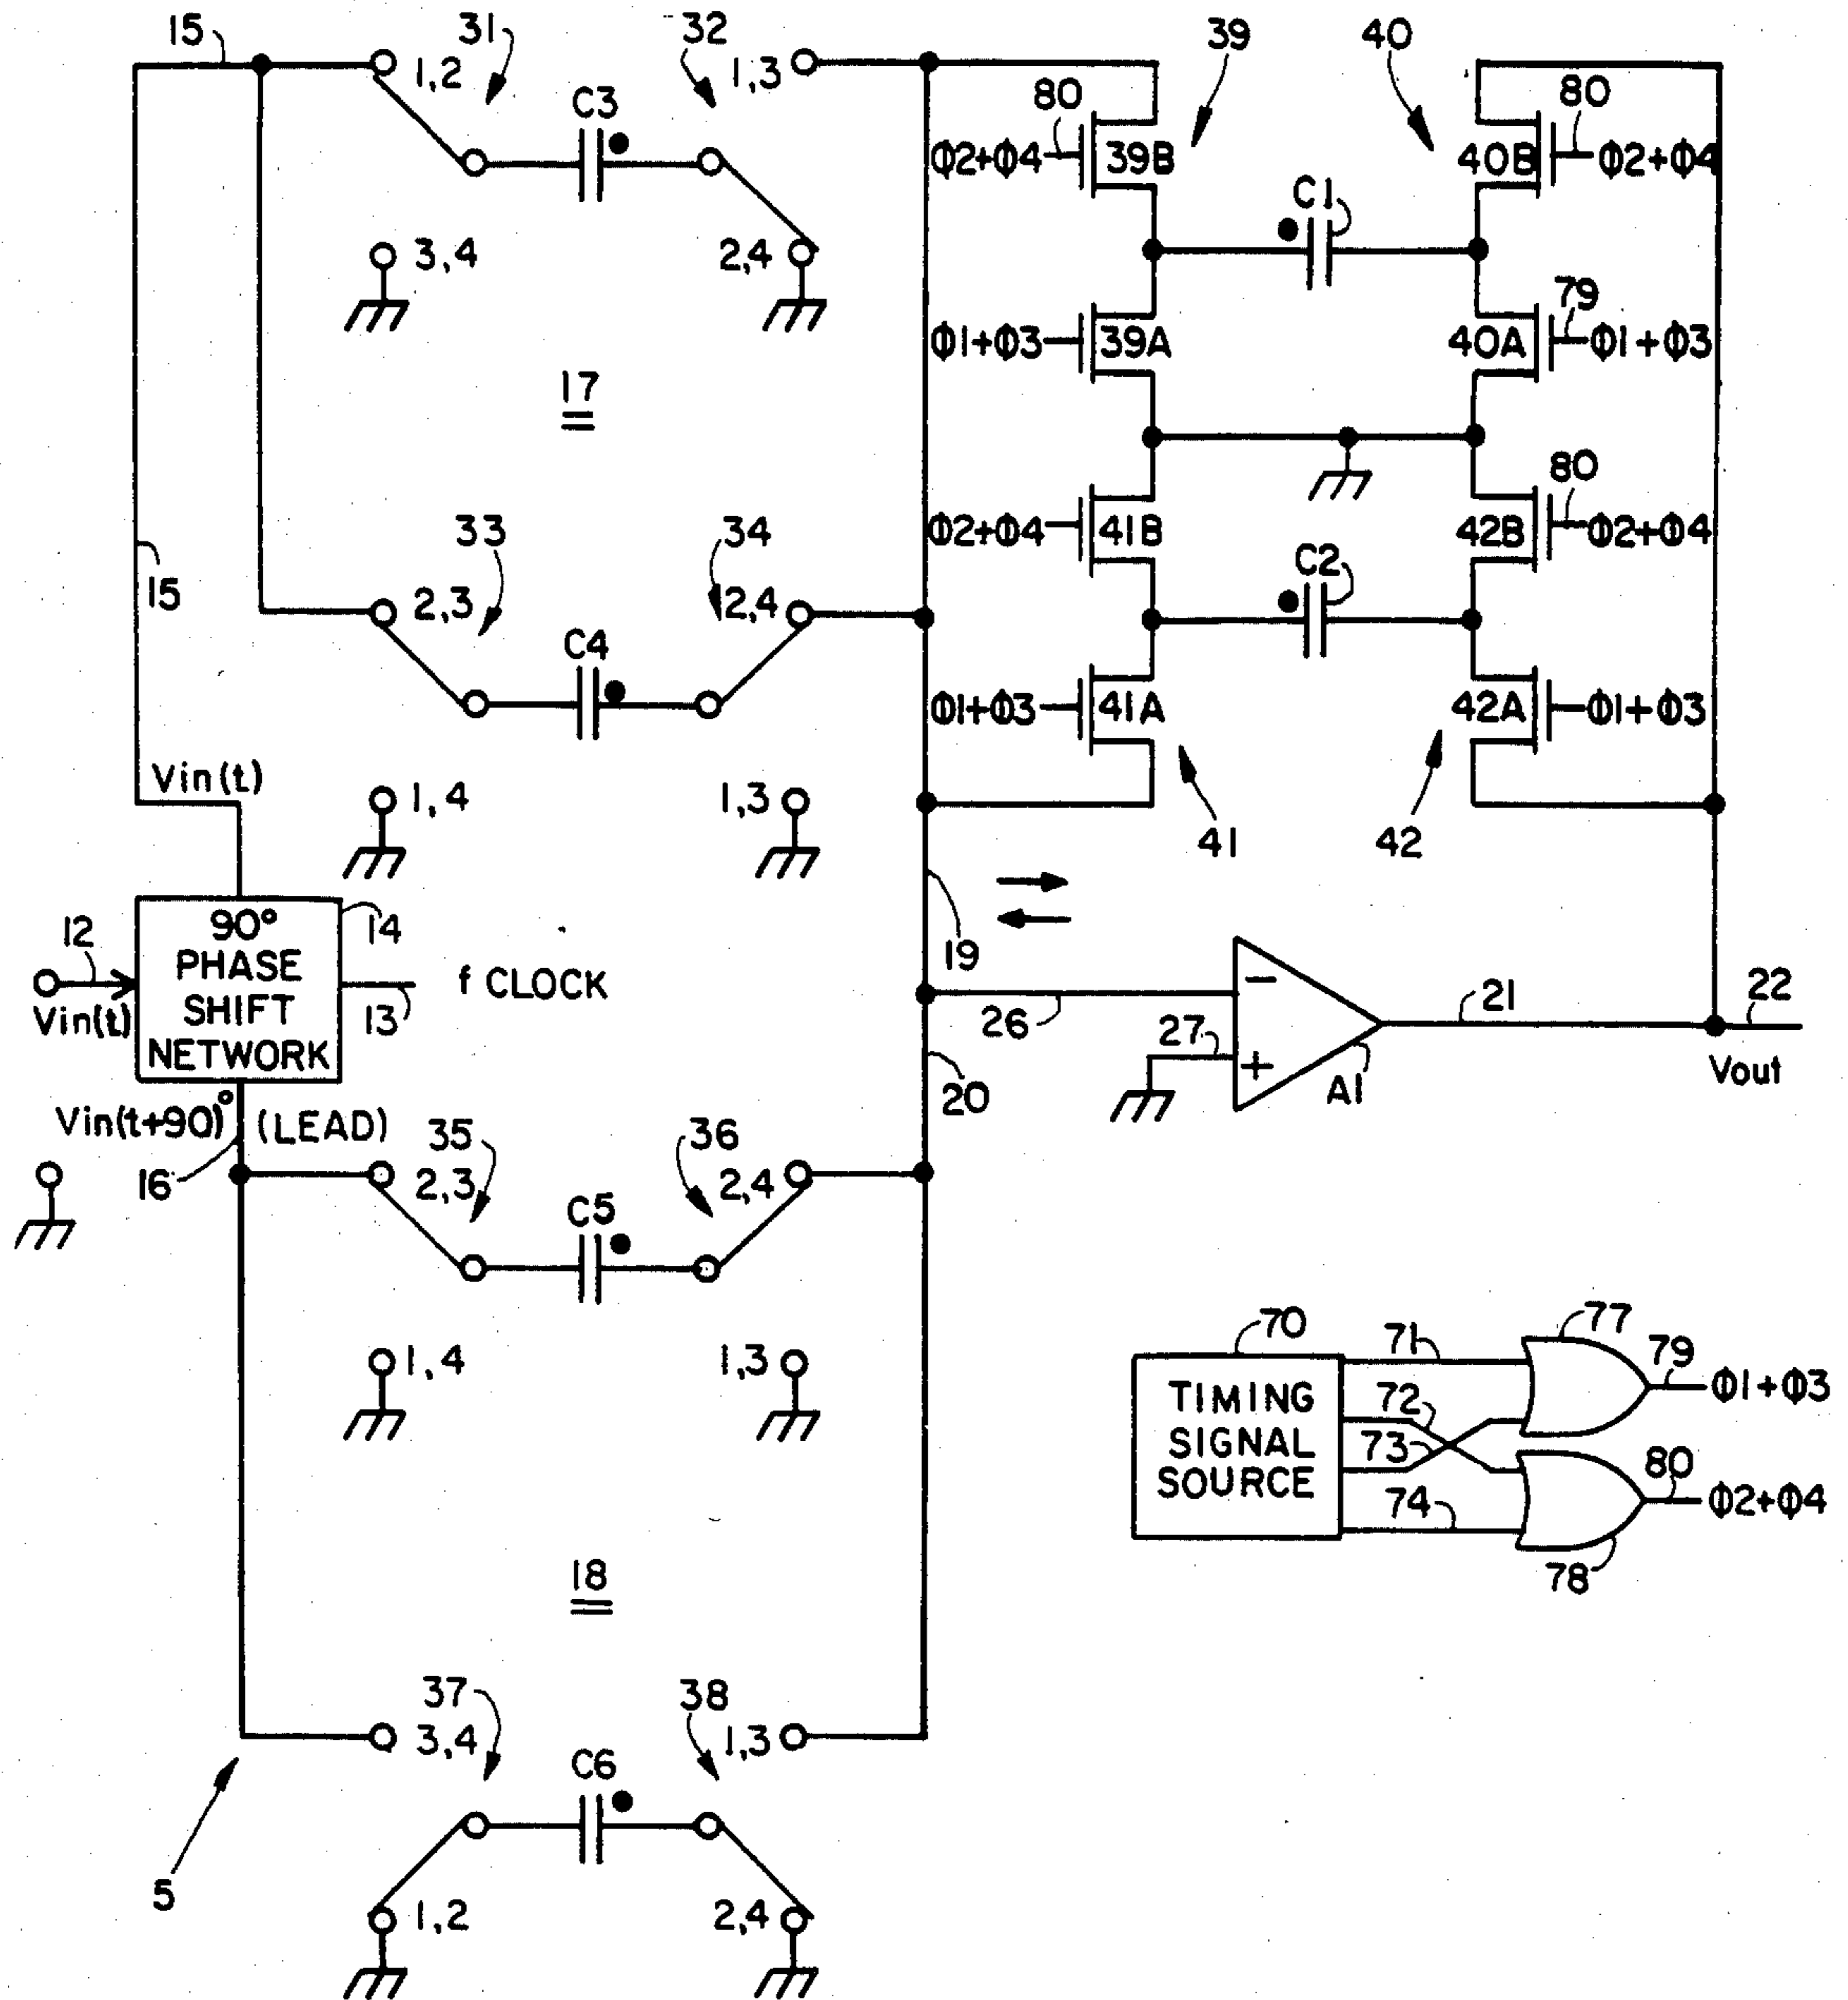 15
31
32
39
40
1,2
C3
1,3
80
80
Φ2+Φ4
39B
40B
Φ2+Φ4
C1
3,4
2,4
79
Φ1+Φ3
39A
40A
Φ1+Φ3
17
33
34
80
Φ2+Φ4
41B
42B
Φ2+Φ4
C2
15
2,3
2,4
C4
Φ1+Φ3
41A
42A
Φ1+Φ3
Vin(t)
1,4
1,3
41
42
12
90°
PHASE
SHIFT
NETWORK
14
f CLOCK
13
Vin(t)
19
26
27
−
+
A1
21
22
Vout
20
Vin(t+90)° (LEAD)
16
35
36
2,3
2,4
C5
1,4
1,3
70
71
77
79
Φ1+Φ3
TIMING
SIGNAL
SOURCE
72
73
74
80
Φ2+Φ4
78
18
37
38
3,4
1,3
C6
5
1,2
2,4